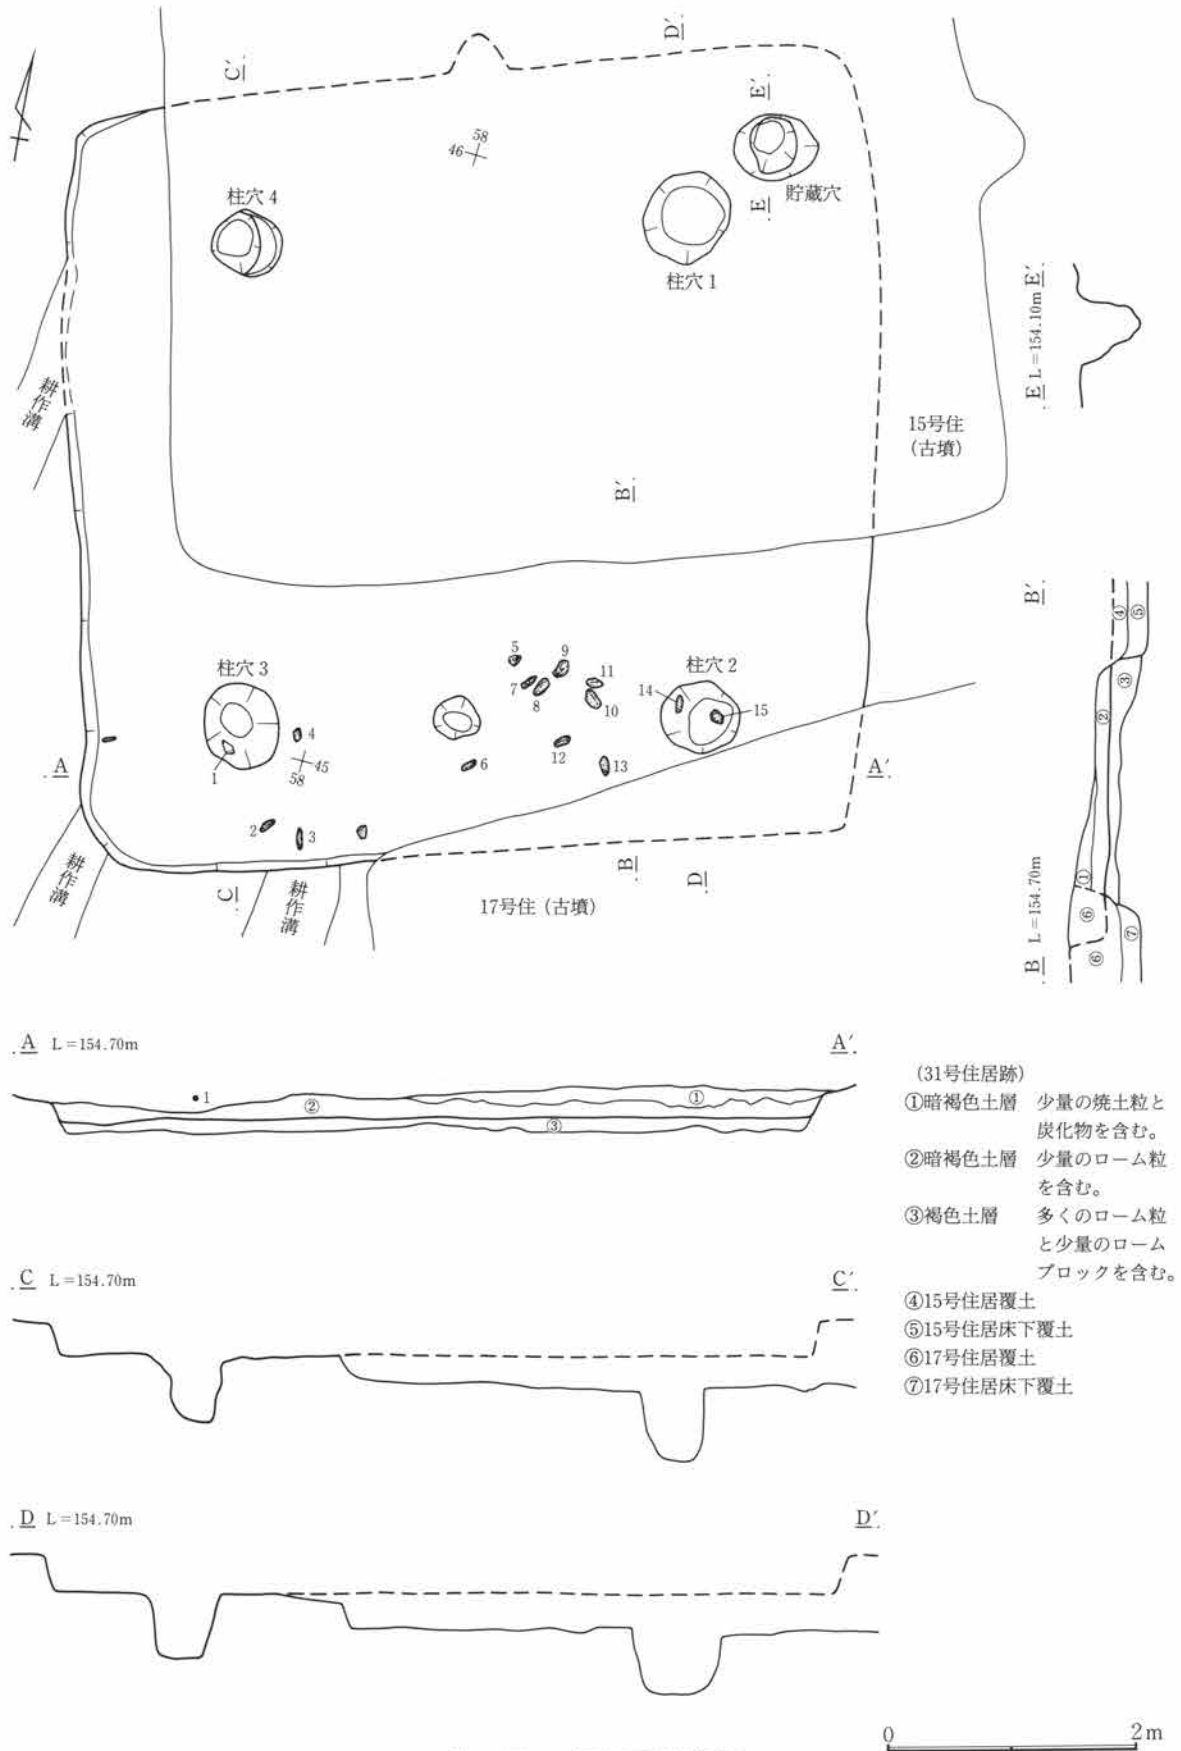 C′
D′
E′
58
46
柱穴 4
E
貯蔵穴
柱穴 1
耕作溝
15号住
(古墳)
E L=154.10m E′
B′
柱穴 3
5
9
7
8
11
10
柱穴 2
14
15
4
45
58
1
6
12
13
A
A′
2
3
C
B
D
耕作溝
耕作溝
17号住 (古墳)
B′
④
⑤
③
②
①
⑥
⑥
⑦
B L=154.70m
A L=154.70m
A′
1
②
①
③
(31号住居跡)
①暗褐色土層 少量の焼土粒と
炭化物を含む。
②暗褐色土層 少量のローム粒
を含む。
③褐色土層 多くのローム粒
と少量のローム
ブロックを含む。
④15号住居覆土
⑤15号住居床下覆土
⑥17号住居覆土
⑦17号住居床下覆土
C L=154.70m
C′
D L=154.70m
D′
0 2m